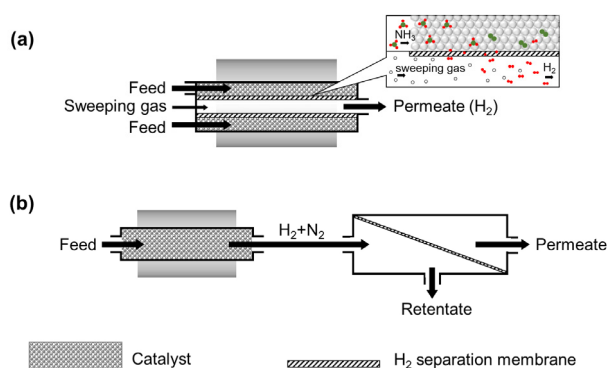 (a)
NH₃
sweeping gas
H₂
Feed
Sweeping gas
Permeate (H₂)
Feed
(b)
H₂+N₂
Feed
Permeate
Retentate
Catalyst
H₂ separation membrane